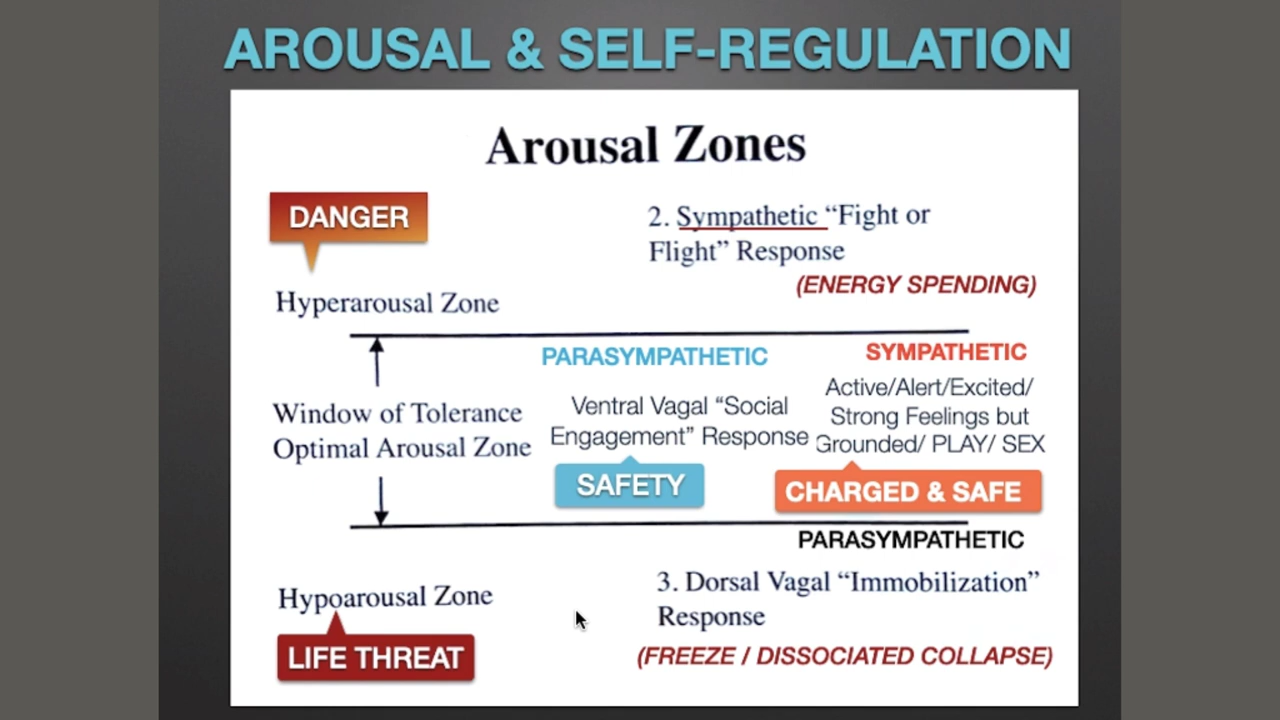 AROUSAL & SELF-REGULATION
Arousal Zones
DANGER
2. Sympathetic “Fight or
Flight” Response
(ENERGY SPENDING)
Hyperarousal Zone
PARASYMPATHETIC
SYMPATHETIC
Window of Tolerance
Optimal Arousal Zone
Ventral Vagal “Social
Engagement” Response
SAFETY
Active/Alert/Excited/
Strong Feelings but
Grounded/ PLAY/ SEX
CHARGED & SAFE
PARASYMPATHETIC
Hypoarousal Zone
LIFE THREAT
3. Dorsal Vagal “Immobilization”
Response
(FREEZE / DISSOCIATED COLLAPSE)